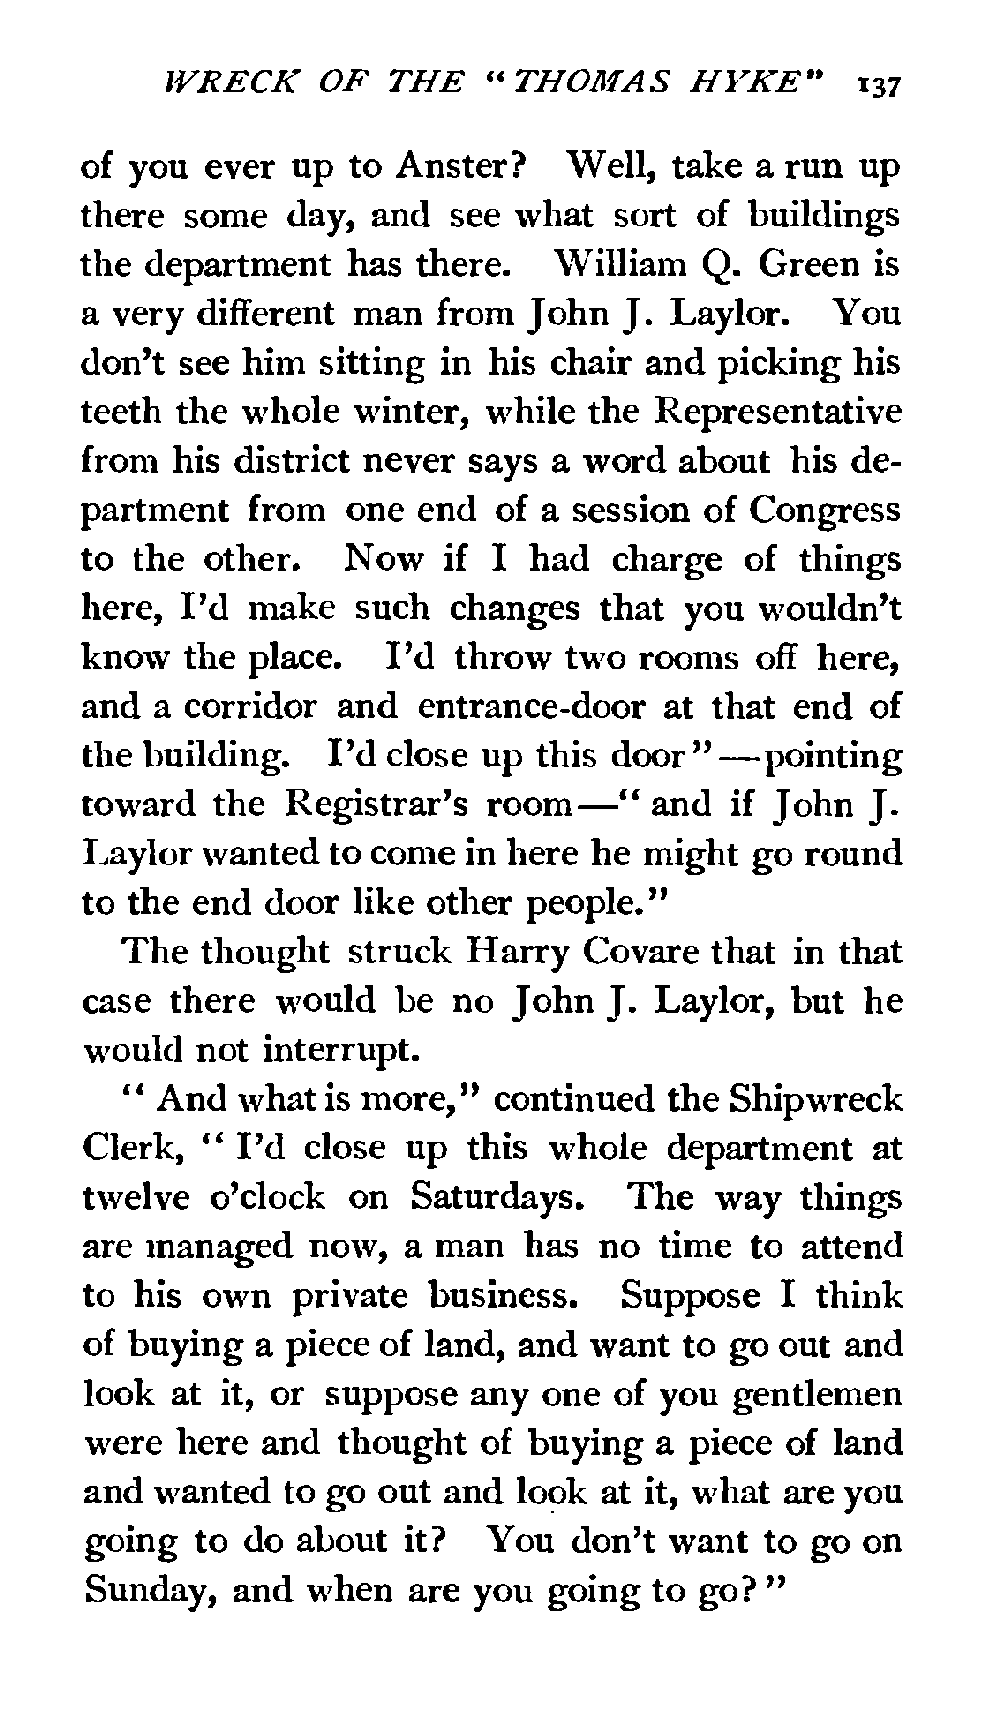 WRECK OF THE "THOMAS HYKE" 137
of you ever up to Anster? Well, take a run up
there some day, and see what sort of buildings
the department has there. William Q. Green is
a very different man from John J. Laylor. You
don't see him sitting in his chair and picking his
teeth the whole winter, while the Representative
from his district never says a word about his de-
partment from one end of a session of Congress
to the other. Now if I had charge of things
here, I'd make such changes that you wouldn't
know the place. I'd throw two rooms off here,
and a corridor and entrance-door at that end of
the building. I'd close up this door"—pointing
toward the Registrar's room—"and if John J.
Laylor wanted to come in here he might go round
to the end door like other people."
The thought struck Harry Covare that in that
case there would be no John J. Laylor, but he
would not interrupt.
"And what is more," continued the Shipwreck
Clerk, "I'd close up this whole department at
twelve o'clock on Saturdays. The way things
are managed now, a man has no time to attend
to his own private business. Suppose I think
of buying a piece of land, and want to go out and
look at it, or suppose any one of you gentlemen
were here and thought of buying a piece of land
and wanted to go out and look at it, what are you
going to do about it? You don't want to go on
Sunday, and when are you going to go?"